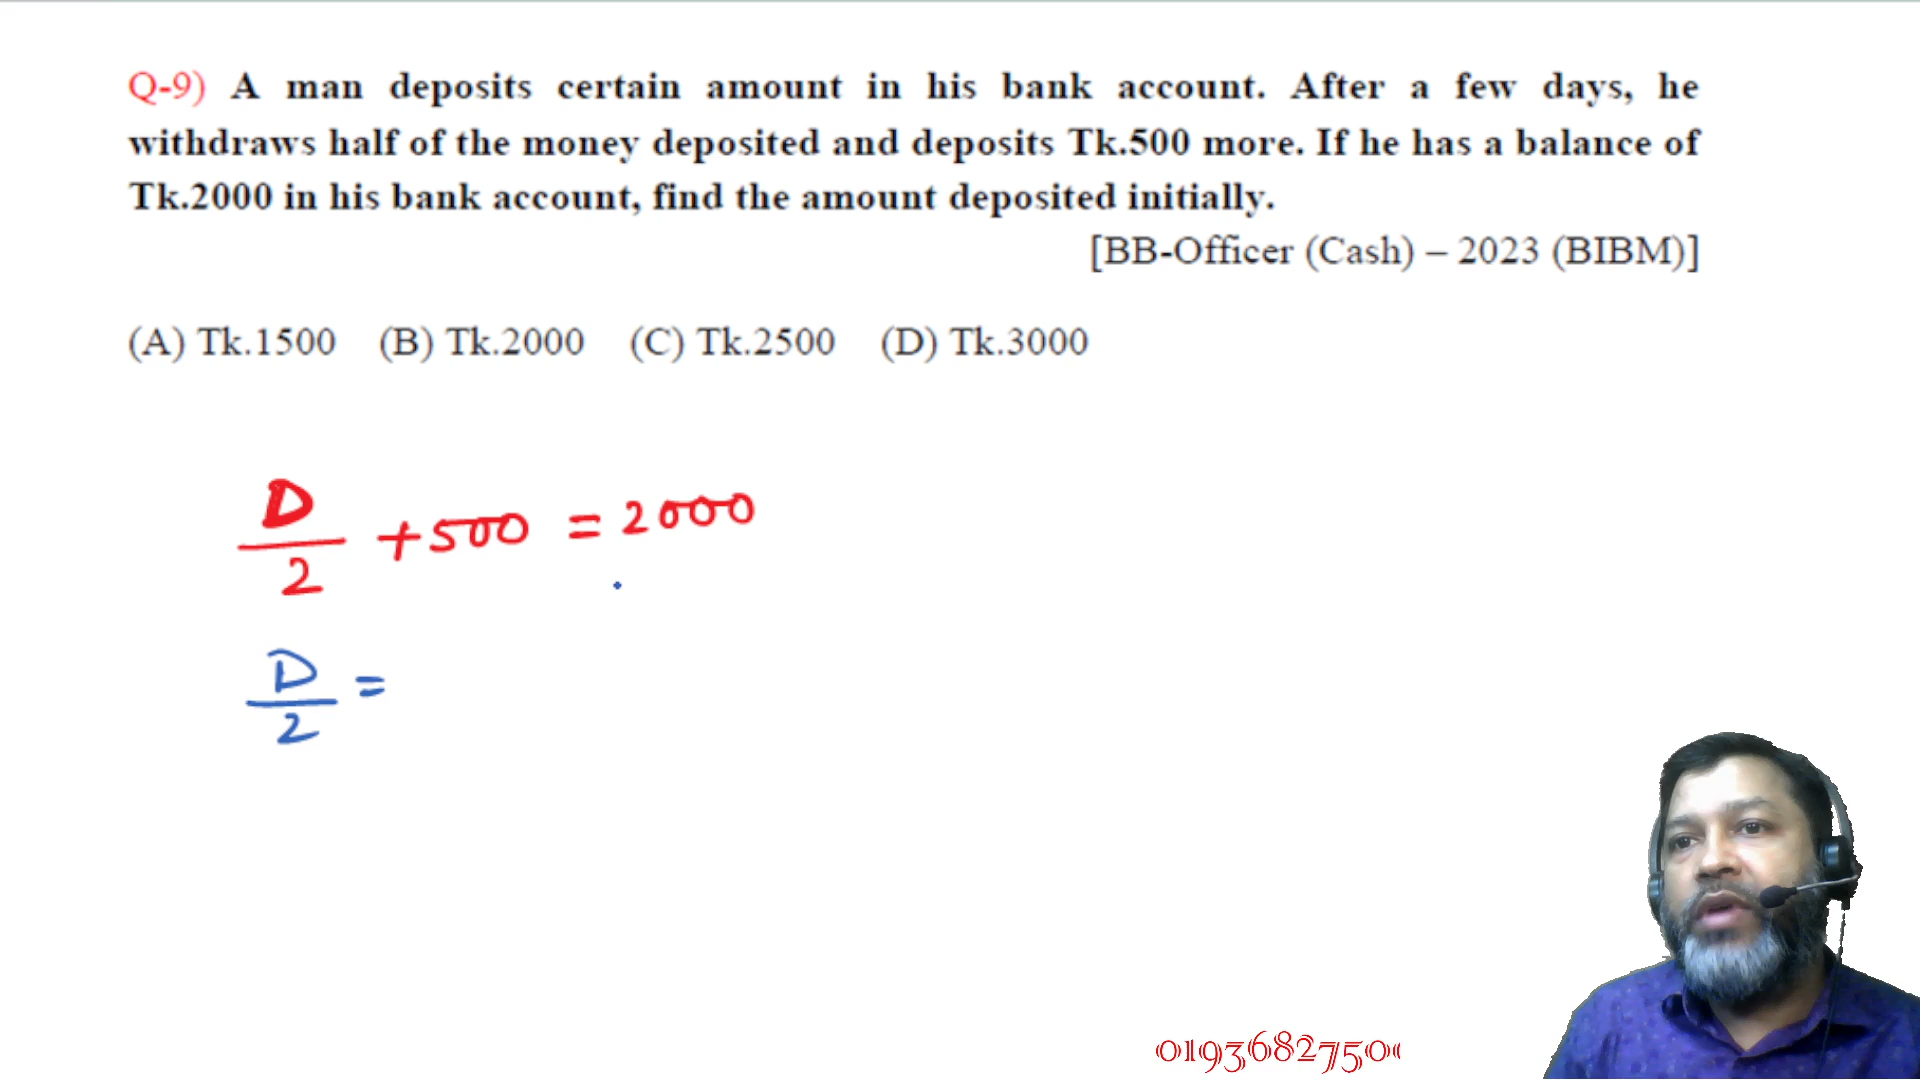 Q-9) A man deposits certain amount in his bank account. After a few days, he
withdraws half of the money deposited and deposits Tk.500 more. If he has a balance of
Tk.2000 in his bank account, find the amount deposited initially.
[BB-Officer (Cash) – 2023 (BIBM)]
(A) Tk.1500 (B) Tk.2000 (C) Tk.2500 (D) Tk.3000
D/2 + 500 = 2000
D/2 =
0193682750